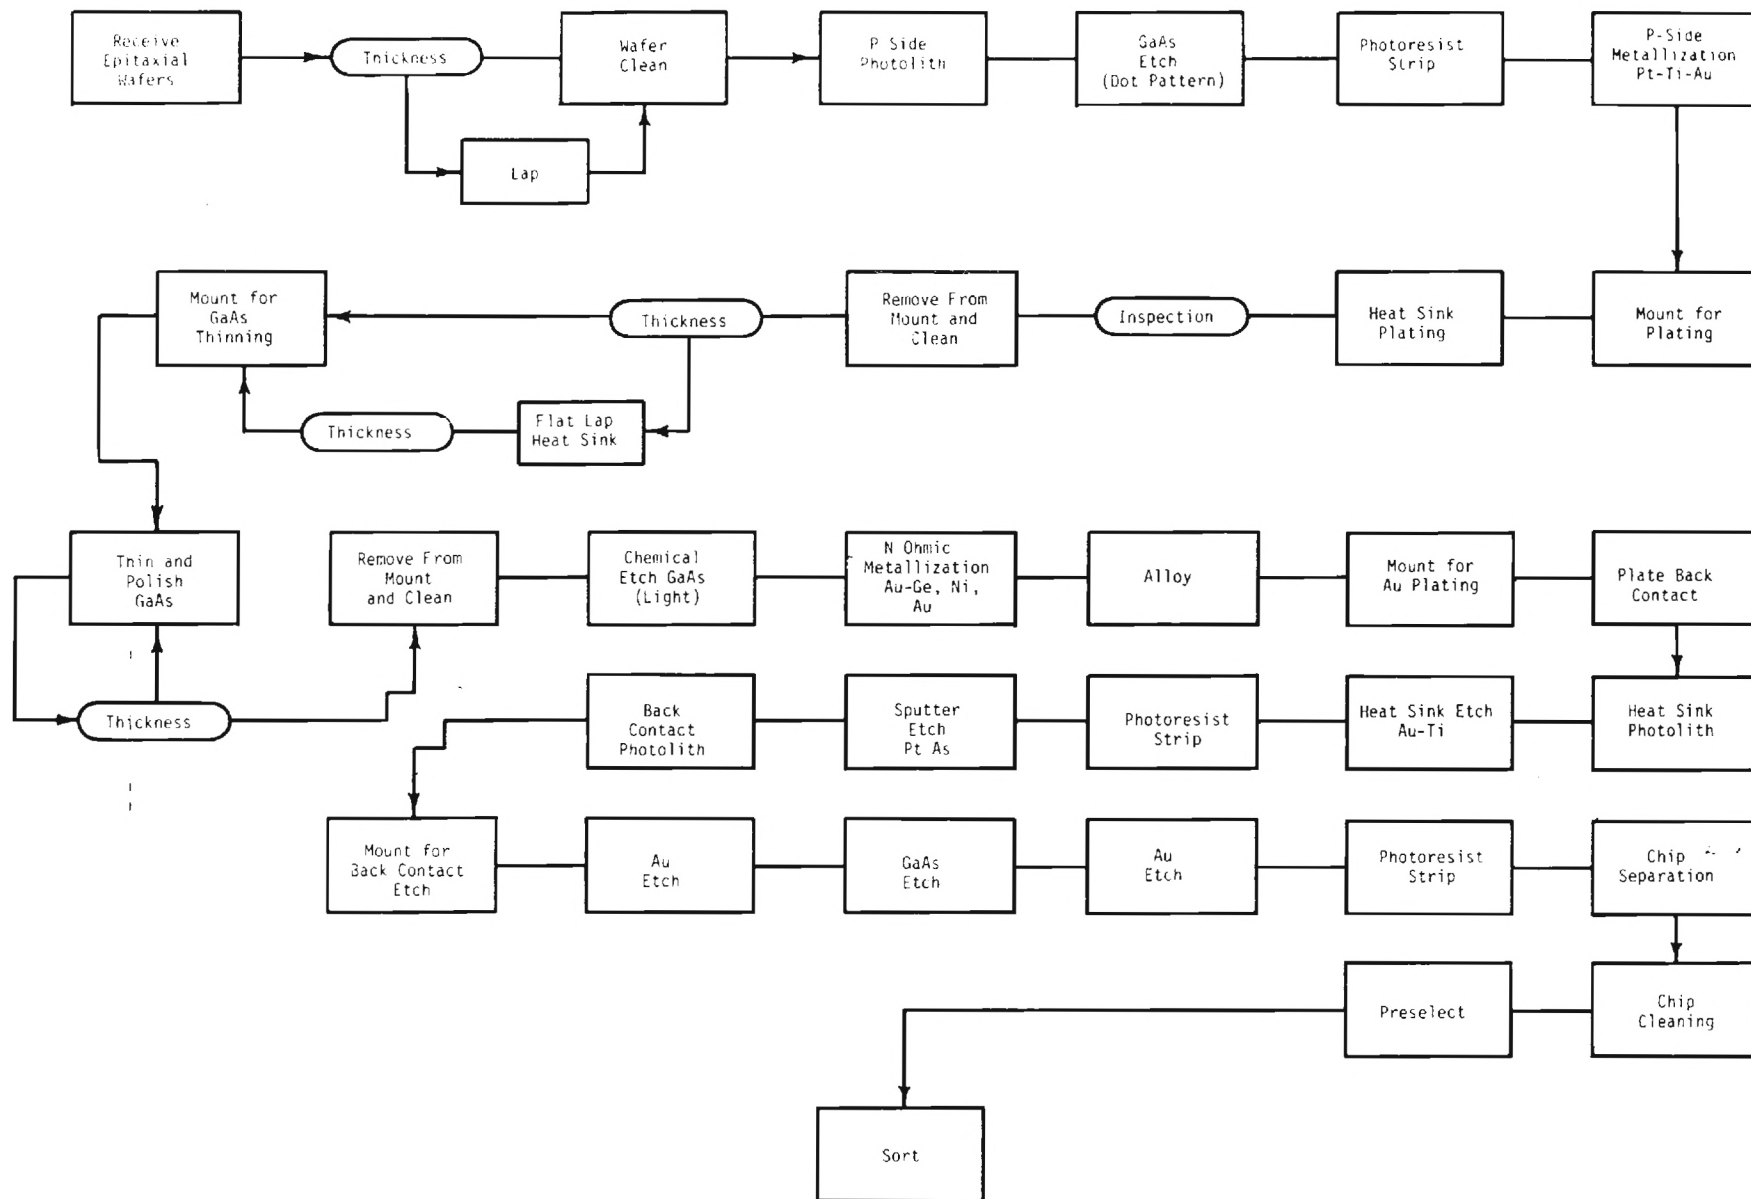 Receive
Epitaxial
Wafers
Thickness
Wafer
Clean
P Side
Photolith
GaAs
Etch
(Dot Pattern)
Photoresist
Strip
P-Side
Metallization
Pt-Ti-Au
Lap
Mount for
GaAs
Thinning
Thickness
Remove From
Mount and
Clean
Inspection
Heat Sink
Plating
Mount for
Plating
Thickness
Flat Lap
Heat Sink
Thin and
Polish
GaAs
Remove From
Mount
and Clean
Chemical
Etch GaAs
(Light)
N Ohmic
Metallization
Au-Ge, Ni,
Au
Alloy
Mount for
Au Plating
Plate Back
Contact
Thickness
Back
Contact
Photolith
Sputter
Etch
Pt As
Photoresist
Strip
Heat Sink Etch
Au-Ti
Heat Sink
Photolith
Mount for
Back Contact
Etch
Au
Etch
GaAs
Etch
Au
Etch
Photoresist
Strip
Chip
Separation
Preselect
Chip
Cleaning
Sort